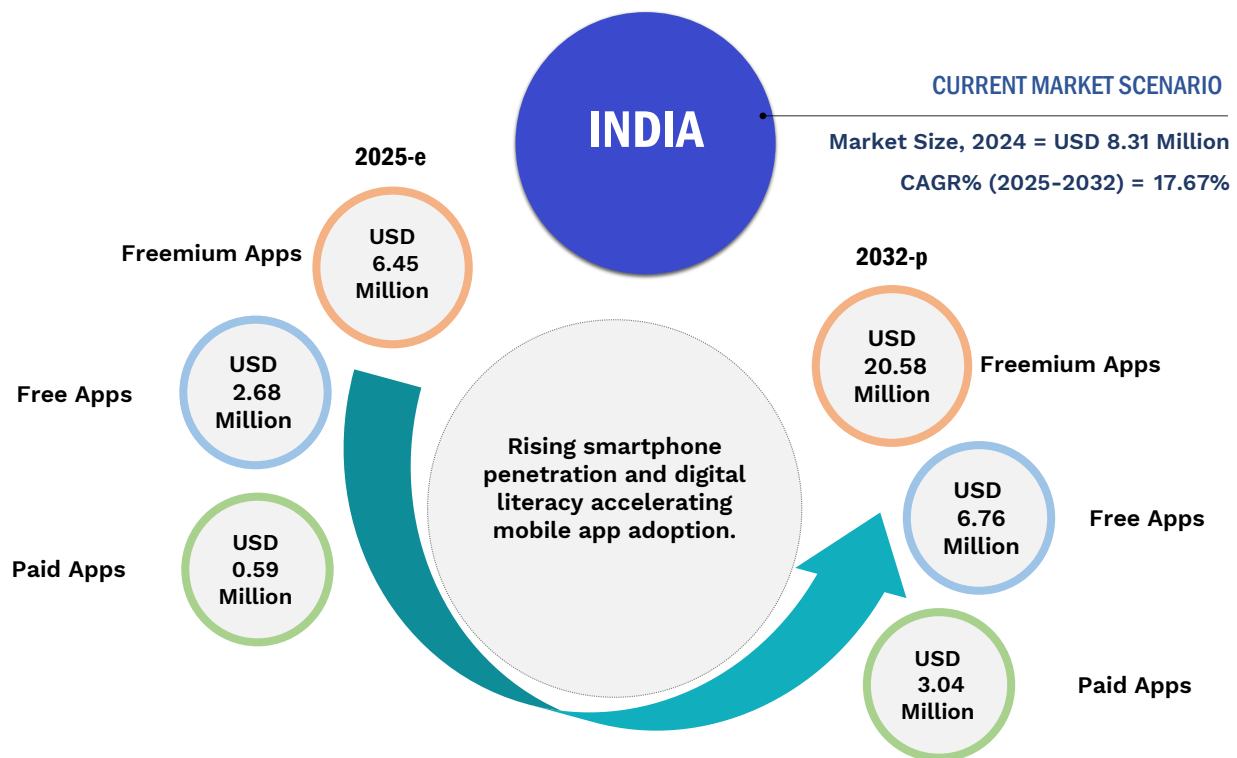 INDIA
CURRENT MARKET SCENARIO
Market Size, 2024 = USD 8.31 Million
CAGR% (2025-2032) = 17.67%
2025-e
Freemium Apps
USD
6.45
Million
Free Apps
USD
2.68
Million
Paid Apps
USD
0.59
Million
Rising smartphone
penetration and digital
literacy accelerating
mobile app adoption.
2032-p
USD
20.58
Million
Freemium Apps
USD
6.76
Million
Free Apps
USD
3.04
Million
Paid Apps